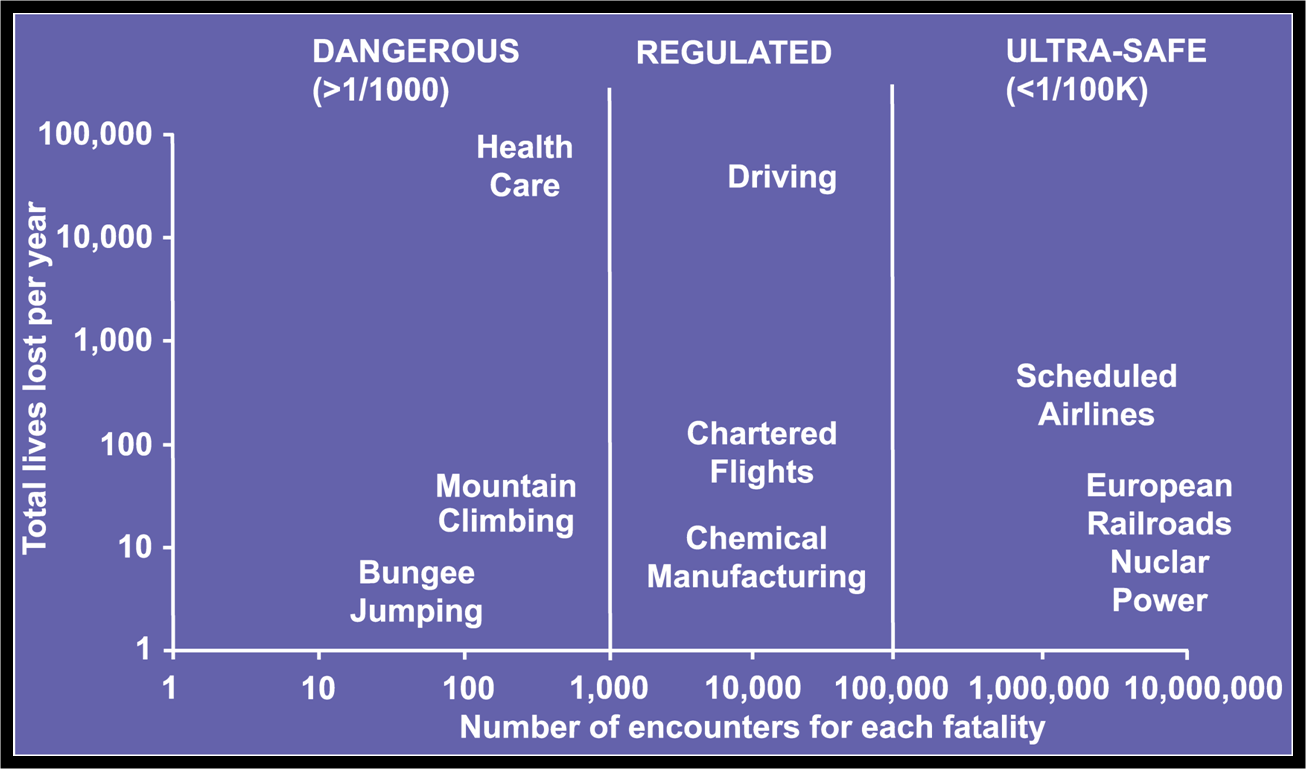 DANGEROUS
(>1/1000)
REGULATED
ULTRA-SAFE
(<1/100K)
Total lives lost per year
100,000
10,000
1,000
100
10
1
Health
Care
Driving
Scheduled
Airlines
Chartered
Flights
Mountain
Climbing
European
Railroads
Chemical
Manufacturing
Nuclar
Power
Bungee
Jumping
1
10
100
1,000
10,000
100,000
1,000,000
10,000,000
Number of encounters for each fatality